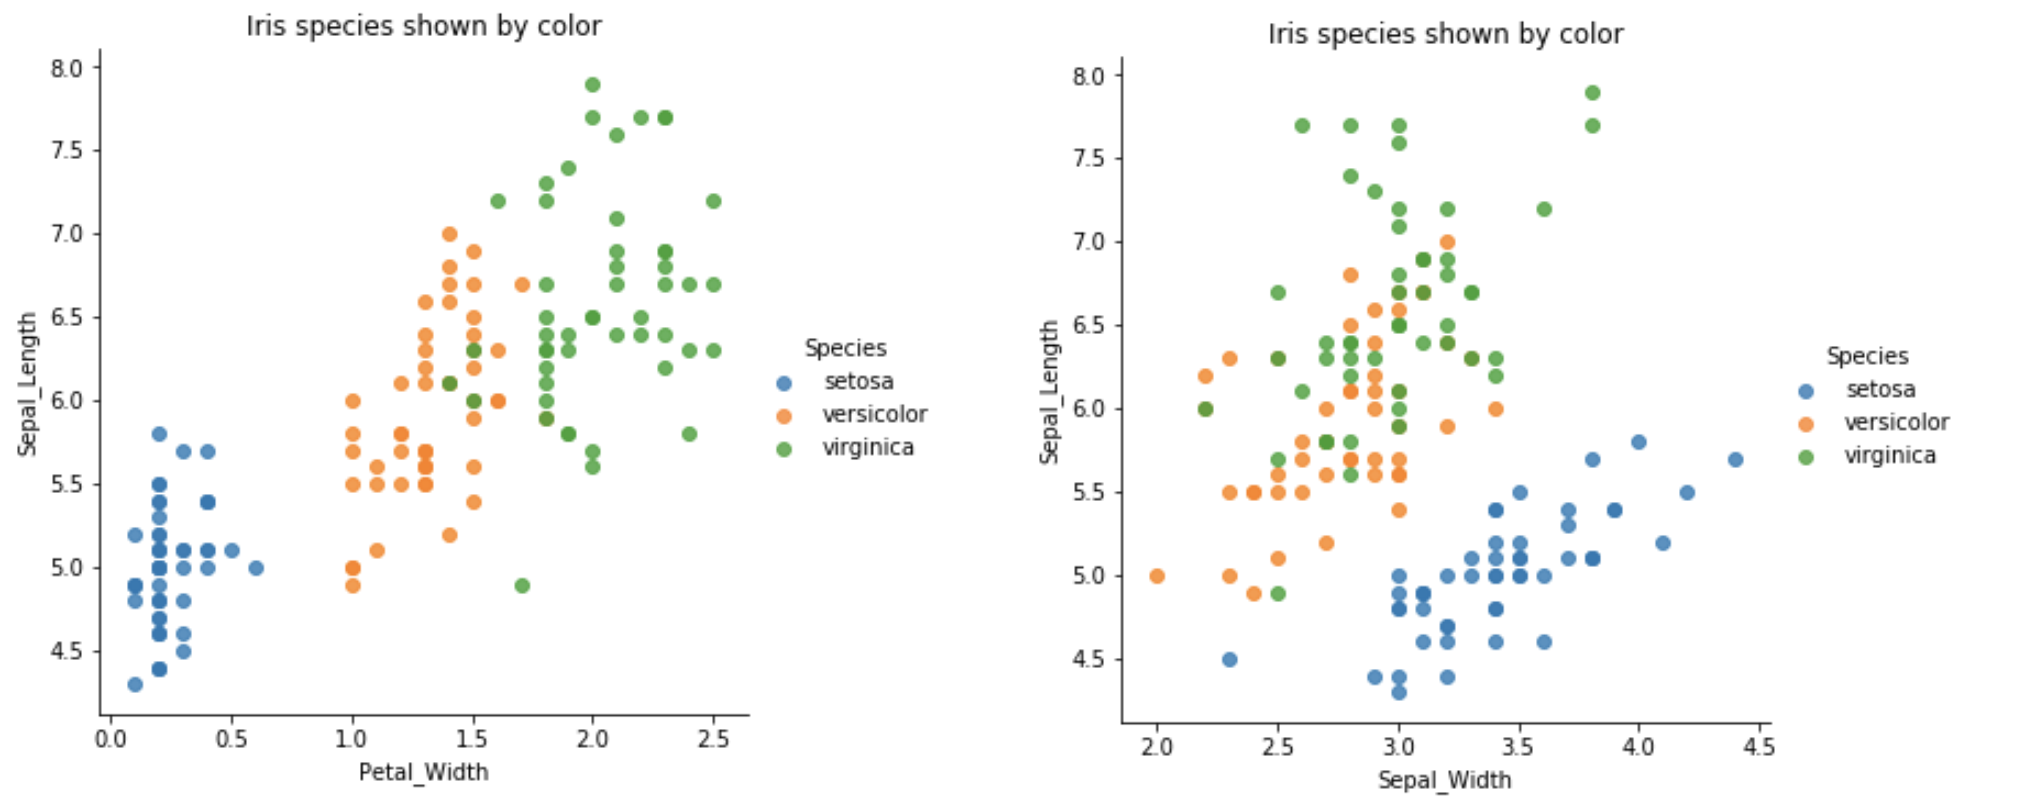 Iris species shown by color
8.0
7.5
7.0
6.5
6.0
5.5
5.0
4.5
Sepal_Length
0.0 0.5 1.0 1.5 2.0 2.5
Petal_Width
Species
setosa
versicolor
virginica
Iris species shown by color
8.0
7.5
7.0
6.5
6.0
5.5
5.0
4.5
Sepal_Length
2.0 2.5 3.0 3.5 4.0 4.5
Sepal_Width
Species
setosa
versicolor
virginica